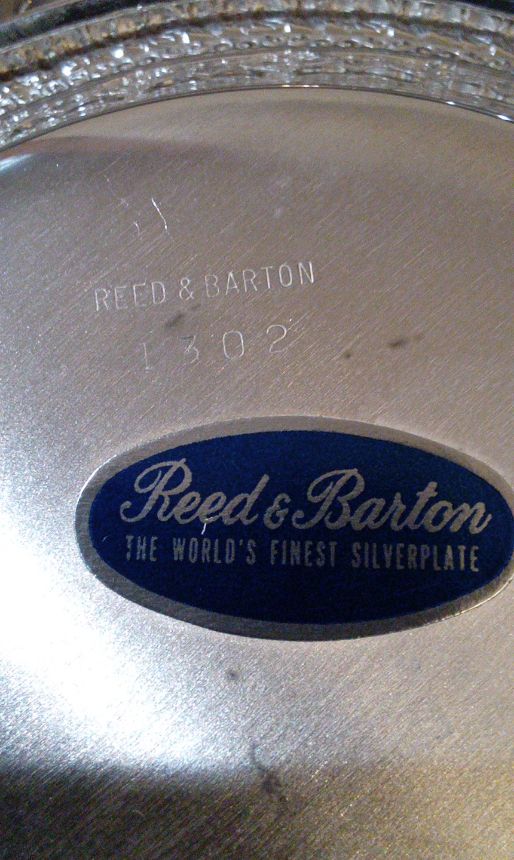 REED & BARTON
1302
Reed & Barton
THE WORLD'S FINEST SILVERPLATE